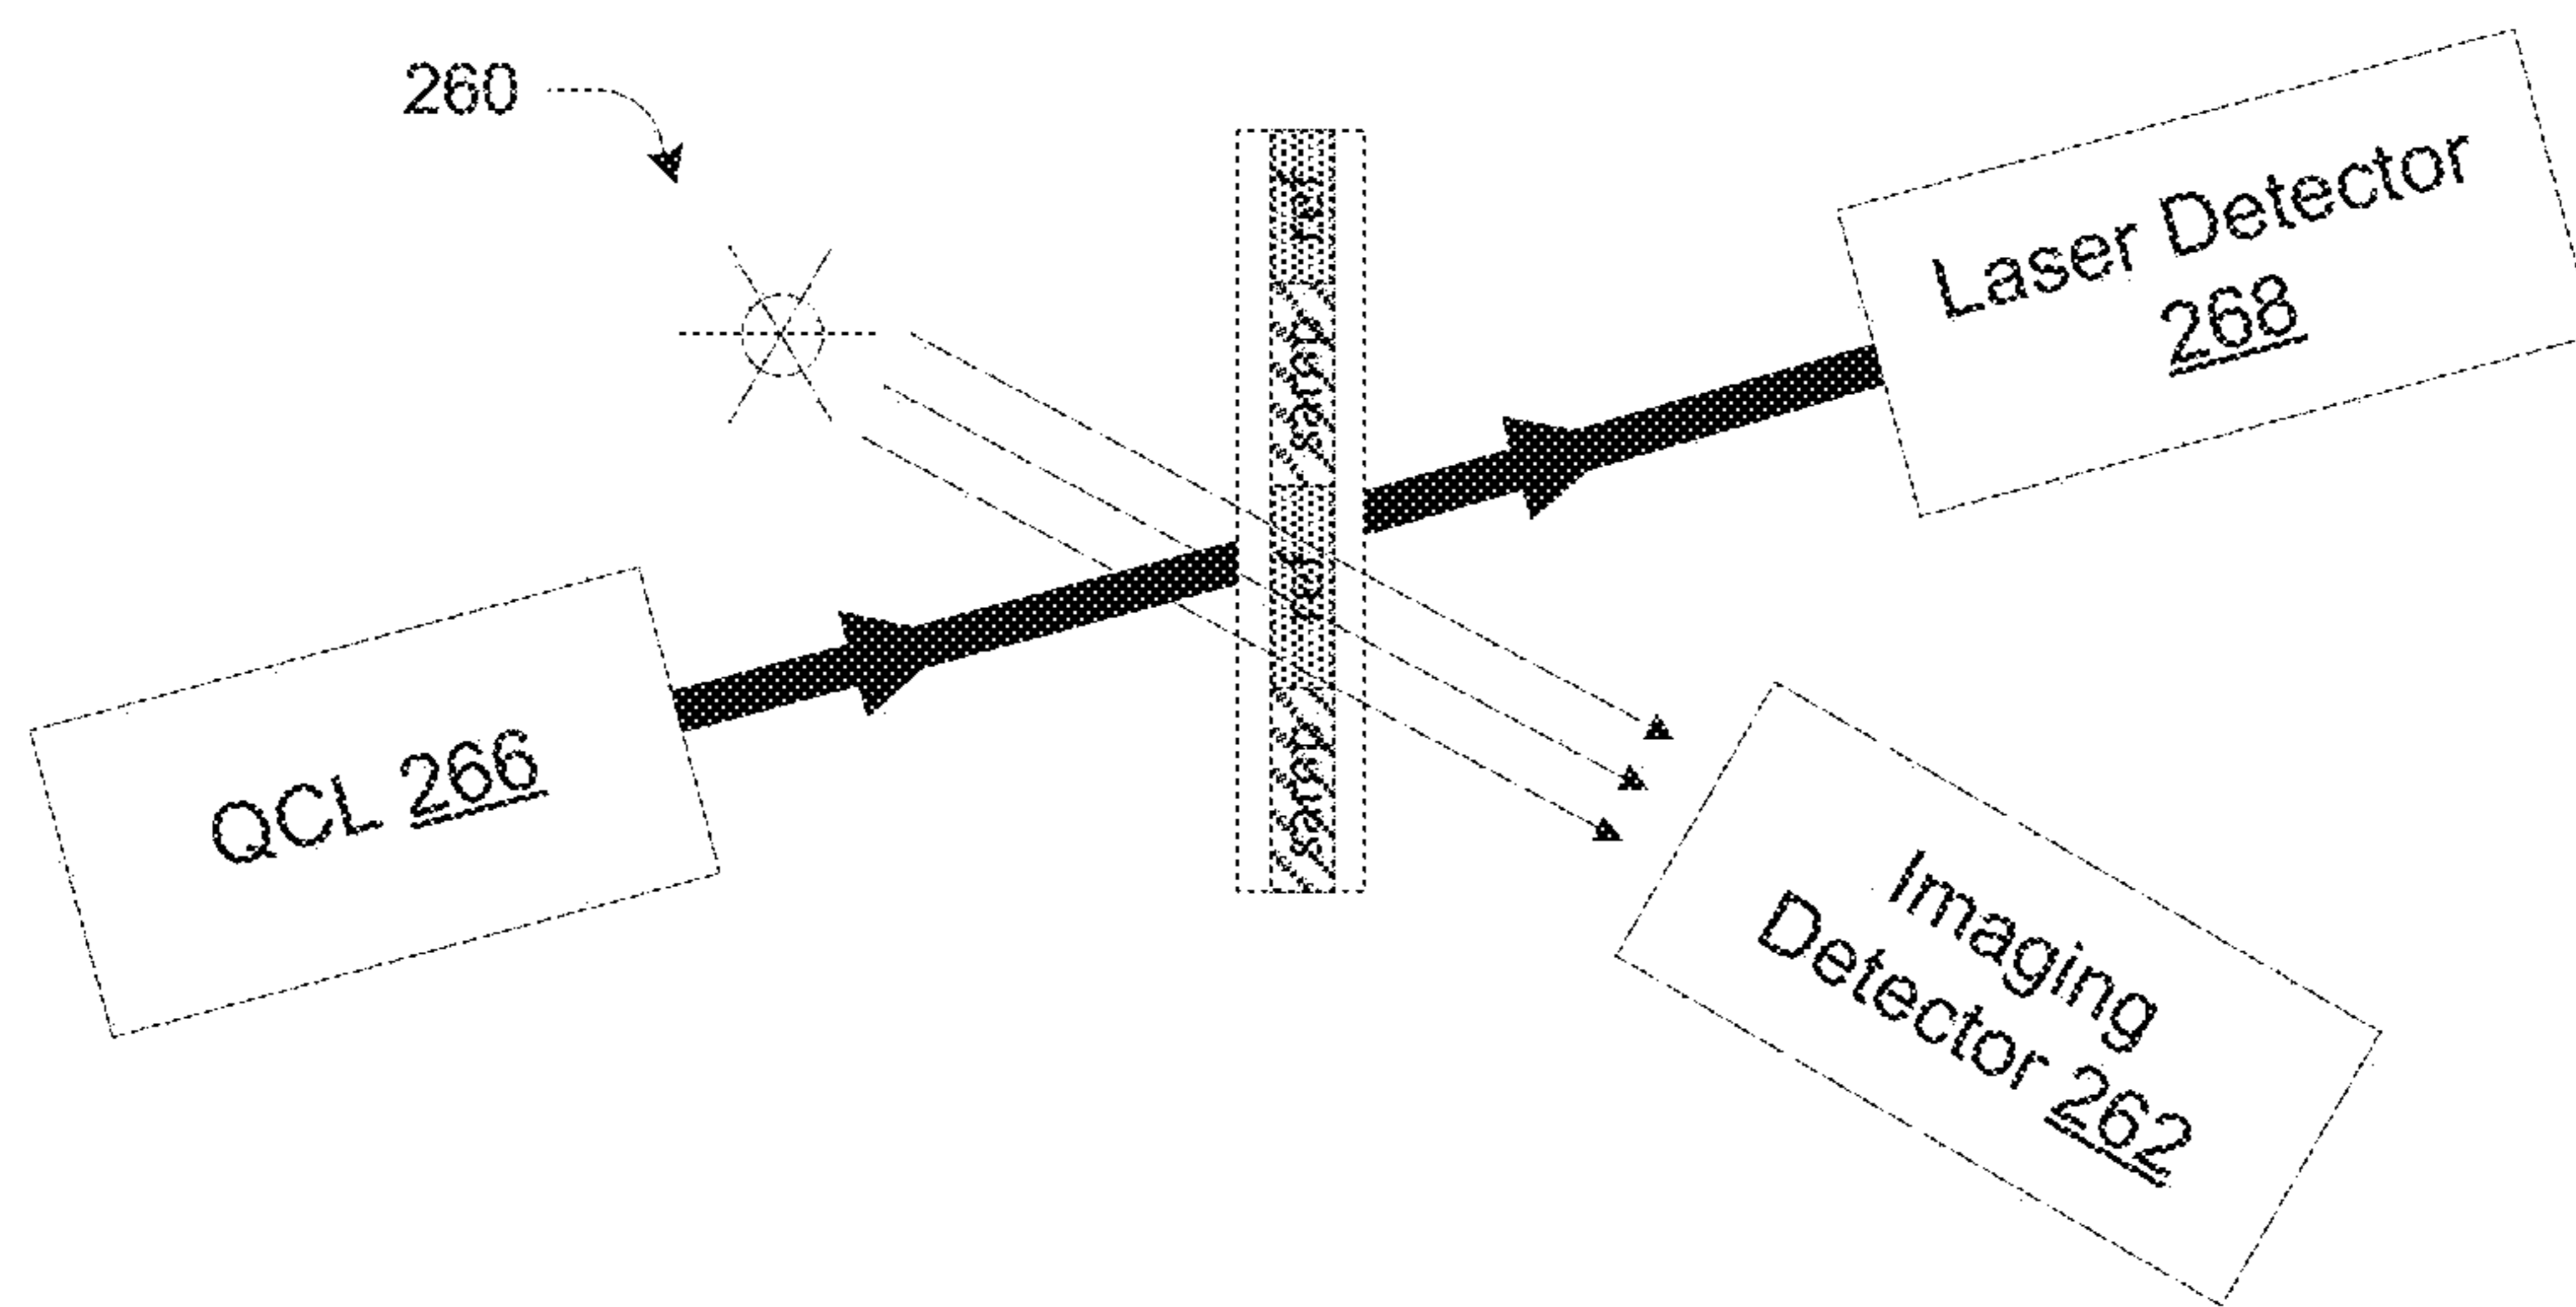 260
Laser Detector
268
QCL 266
Imaging
Detector 262